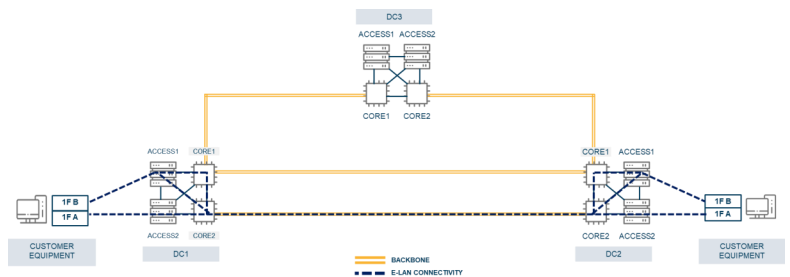 DC3
ACCESS1 ACCESS2
CORE1 CORE2
ACCESS1 CORE1
CORE1 ACCESS1
1F B
1F A
1F B
1F A
ACCESS2 CORE2
CORE2 ACCESS2
CUSTOMER
EQUIPMENT
DC1
DC2
CUSTOMER
EQUIPMENT
BACKBONE
E-LAN CONNECTIVITY